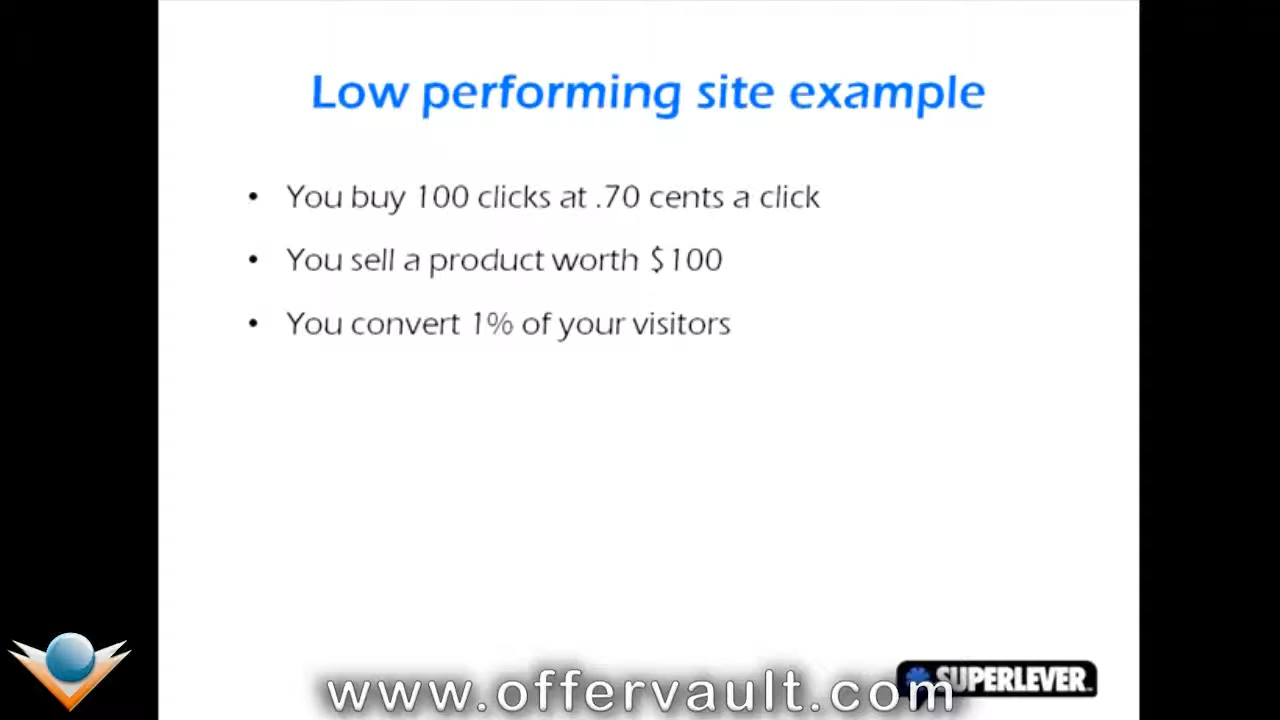 Low performing site example
• You buy 100 clicks at .70 cents a click
• You sell a product worth $100
• You convert 1% of your visitors
SUPERLEVER
www.offervault.com